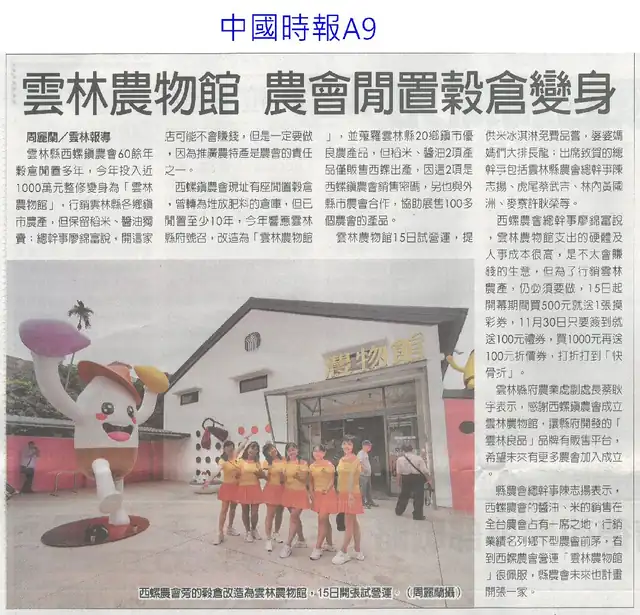 中國時報A9
雲林農物館 農會閒置穀倉變身
周麗蘭/雲林報導
雲林縣西螺鎮農會60餘年
穀倉閒置多年,今年投入近
1000萬元整修變身為「雲林
農物館」,行銷雲林縣各鄉鎮
市農產,但保留稻米、醬油獨
賣;總幹事廖錦富說,開這家
店可能不會賺錢,但是一定要做
,因為推廣農特產是農會的責任
之一。
西螺鎮農會現址有座閒置穀倉
,曾轉為堆放肥料的倉庫,但已
閒置至少10年,今年響應雲林
縣府號召,改造為「雲林農物館
」,並蒐羅雲林縣20鄉鎮市優
良農產品,但稻米、醬油2項產
品僅販售西螺出產,因這2項是
西螺鎮農會銷售密碼,另也與外
縣市農會合作,協助展售100多
個農會的產品。
雲林農物館15日試營運,提
供米冰淇淋免費品嘗,婆婆媽
媽們大排長龍;出席致賀的總
幹事包括雲林縣農會總幹事陳
志揚、虎尾蔡武吉、林內黃國
洲、麥寮許秋榮等。
西螺農會總幹事廖錦富說
,雲林農物館支出的硬體及
人事成本很高,是不太會賺
錢的生意,但為了行銷雲林
農產,仍必須要做,15日起
開幕期間買500元就送1張摸
彩券,11月30日只要簽到就
送100元禮券,買1000元再送
100元折價券,打折打到「快
骨折」。
雲林縣府農業處副處長蔡耿
宇表示,感謝西螺鎮農會成立
雲林農物館,讓縣府開發的「
雲林良品」品牌有販售平台,
希望未來有更多農會加入成立
。
縣農會總幹事陳志揚表示,
西螺農會的醬油、米的銷售在
全台農會占有一席之地,行銷
業績名列鄉下型農會前茅,看
到西螺農會營運「雲林農物館
」很佩服,縣農會未來也計畫
開張一家。
農物館
西螺農會旁的穀倉改造為雲林農物館,15日開張試營運。(周麗蘭攝)